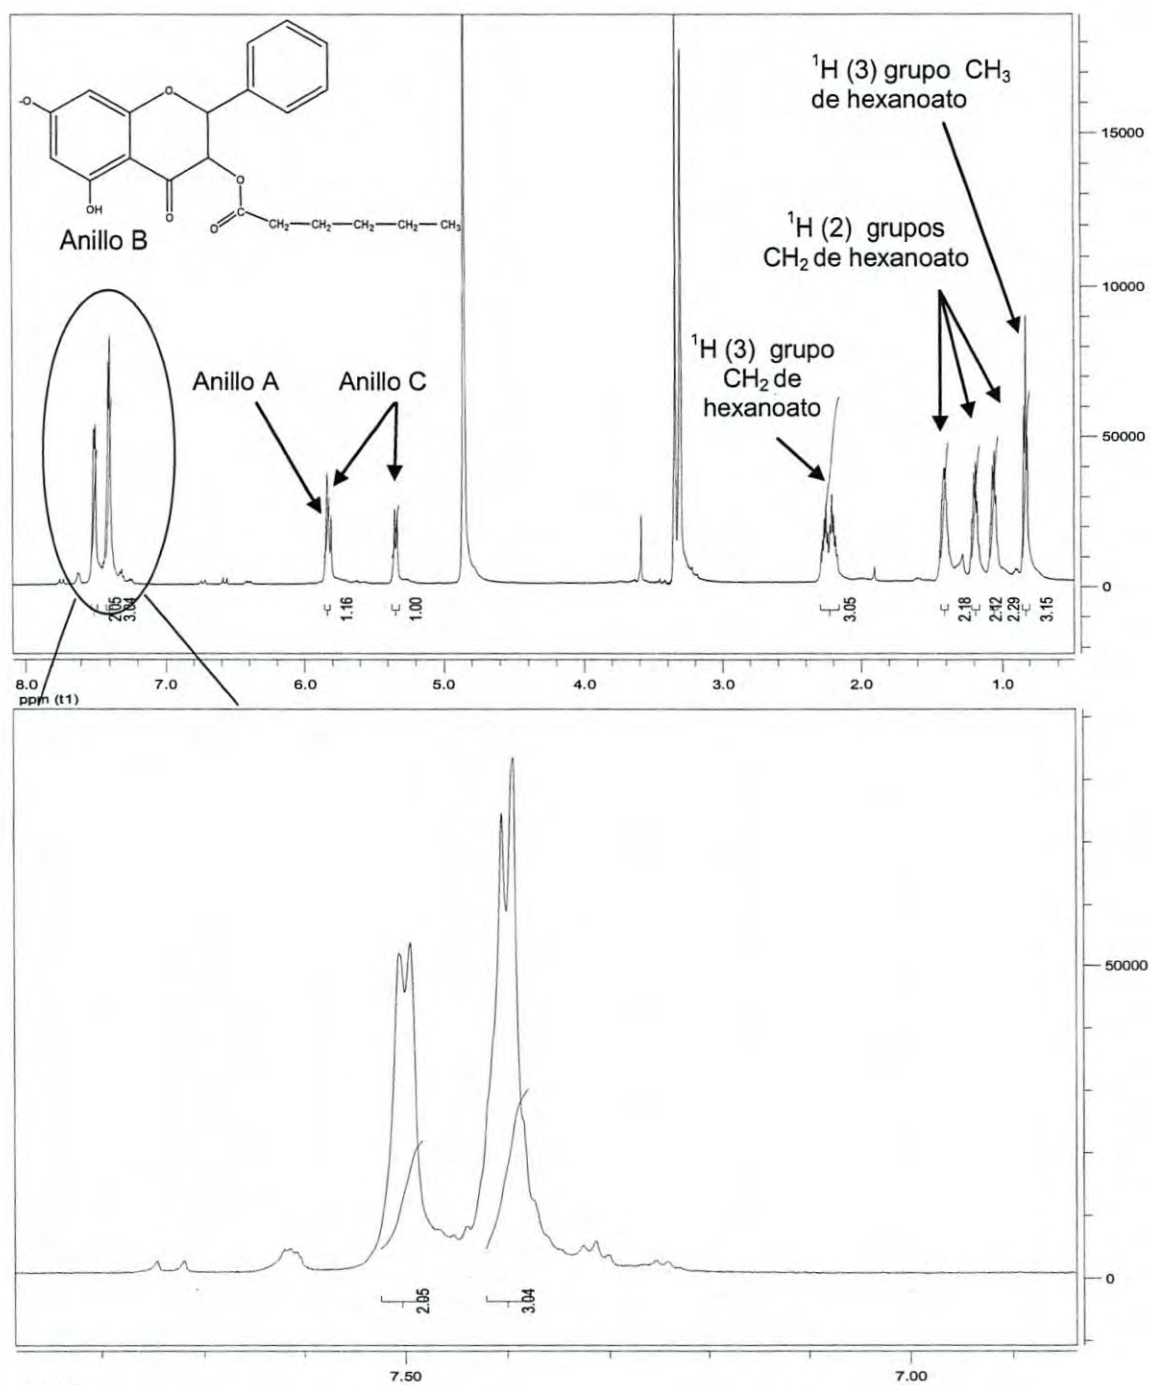 -O
O
OH
O
O
O
C
CH₂
CH₂
CH₂
CH₂
CH₃
Anillo B
¹H (3) grupo CH₃
de hexanoato
¹H (2) grupos
CH₂ de hexanoato
¹H (3) grupo
CH₂ de
hexanoato
Anillo A
Anillo C
15000
10000
50000
0
2.05
3.04
1.16
1.00
3.05
2.18
2.12
2.29
3.15
8.0
7.0
6.0
5.0
4.0
3.0
2.0
1.0
ppm (t1)
50000
0
2.05
3.04
7.50
7.00